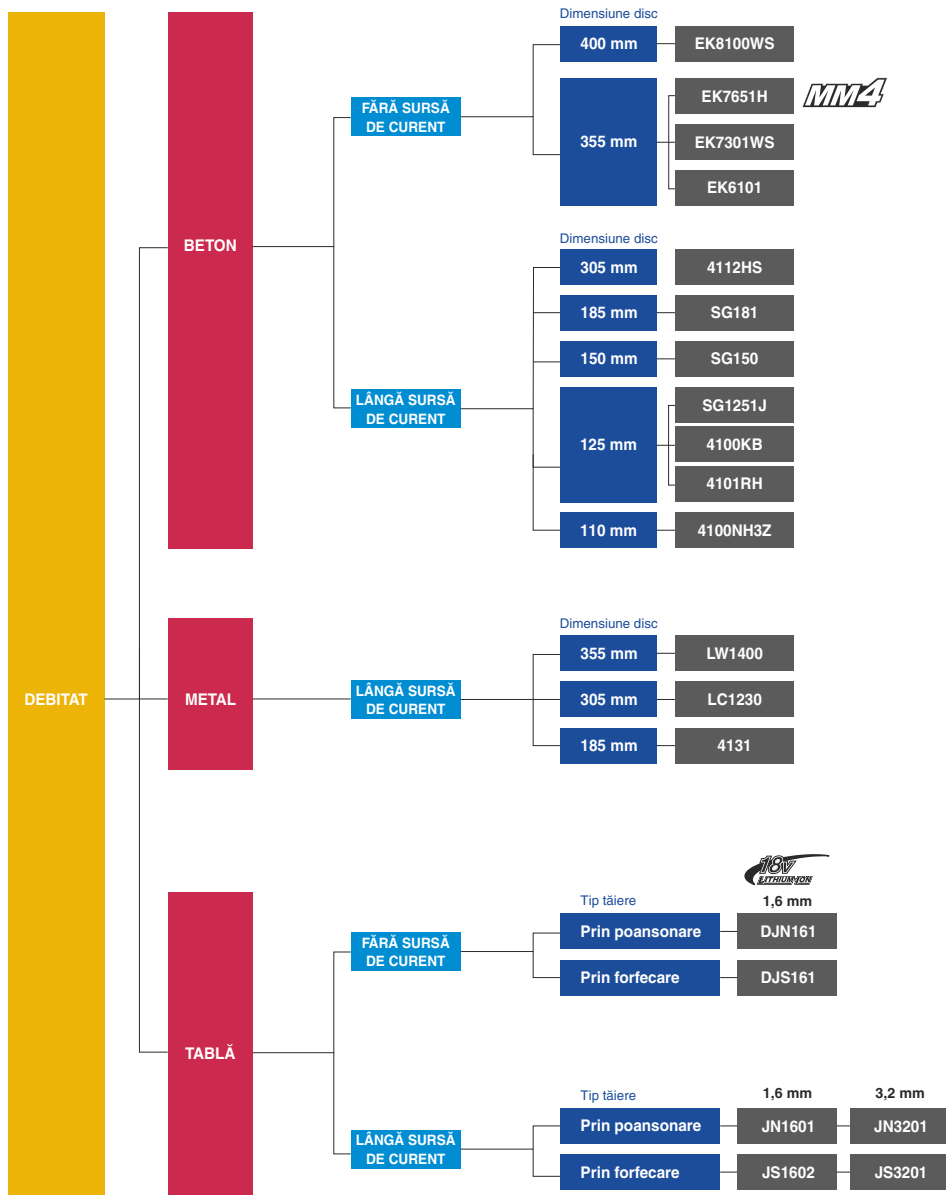 DEBITAT
BETON
FĂRĂ SURSĂ
DE CURENT
Dimensiune disc
400 mm
EK8100WS
355 mm
EK7651H
MM4
EK7301WS
EK6101
LÂNGĂ SURSĂ
DE CURENT
Dimensiune disc
305 mm
4112HS
185 mm
SG181
150 mm
SG150
125 mm
SG1251J
4100KB
4101RH
110 mm
4100NH3Z
METAL
LÂNGĂ SURSĂ
DE CURENT
Dimensiune disc
355 mm
LW1400
305 mm
LC1230
185 mm
4131
TABLĂ
FĂRĂ SURSĂ
DE CURENT
18V
LITHIUM-ION
Tip tăiere
1,6 mm
Prin poansonare
DJN161
Prin forfecare
DJS161
LÂNGĂ SURSĂ
DE CURENT
Tip tăiere
1,6 mm
3,2 mm
Prin poansonare
JN1601
JN3201
Prin forfecare
JS1602
JS3201